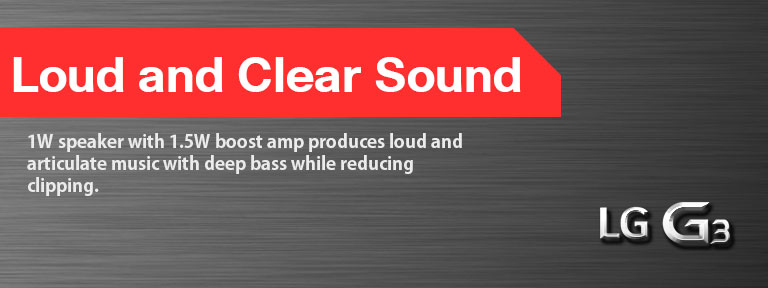 Loud and Clear Sound
1W speaker with 1.5W boost amp produces loud and
articulate music with deep bass while reducing
clipping.
LG G3